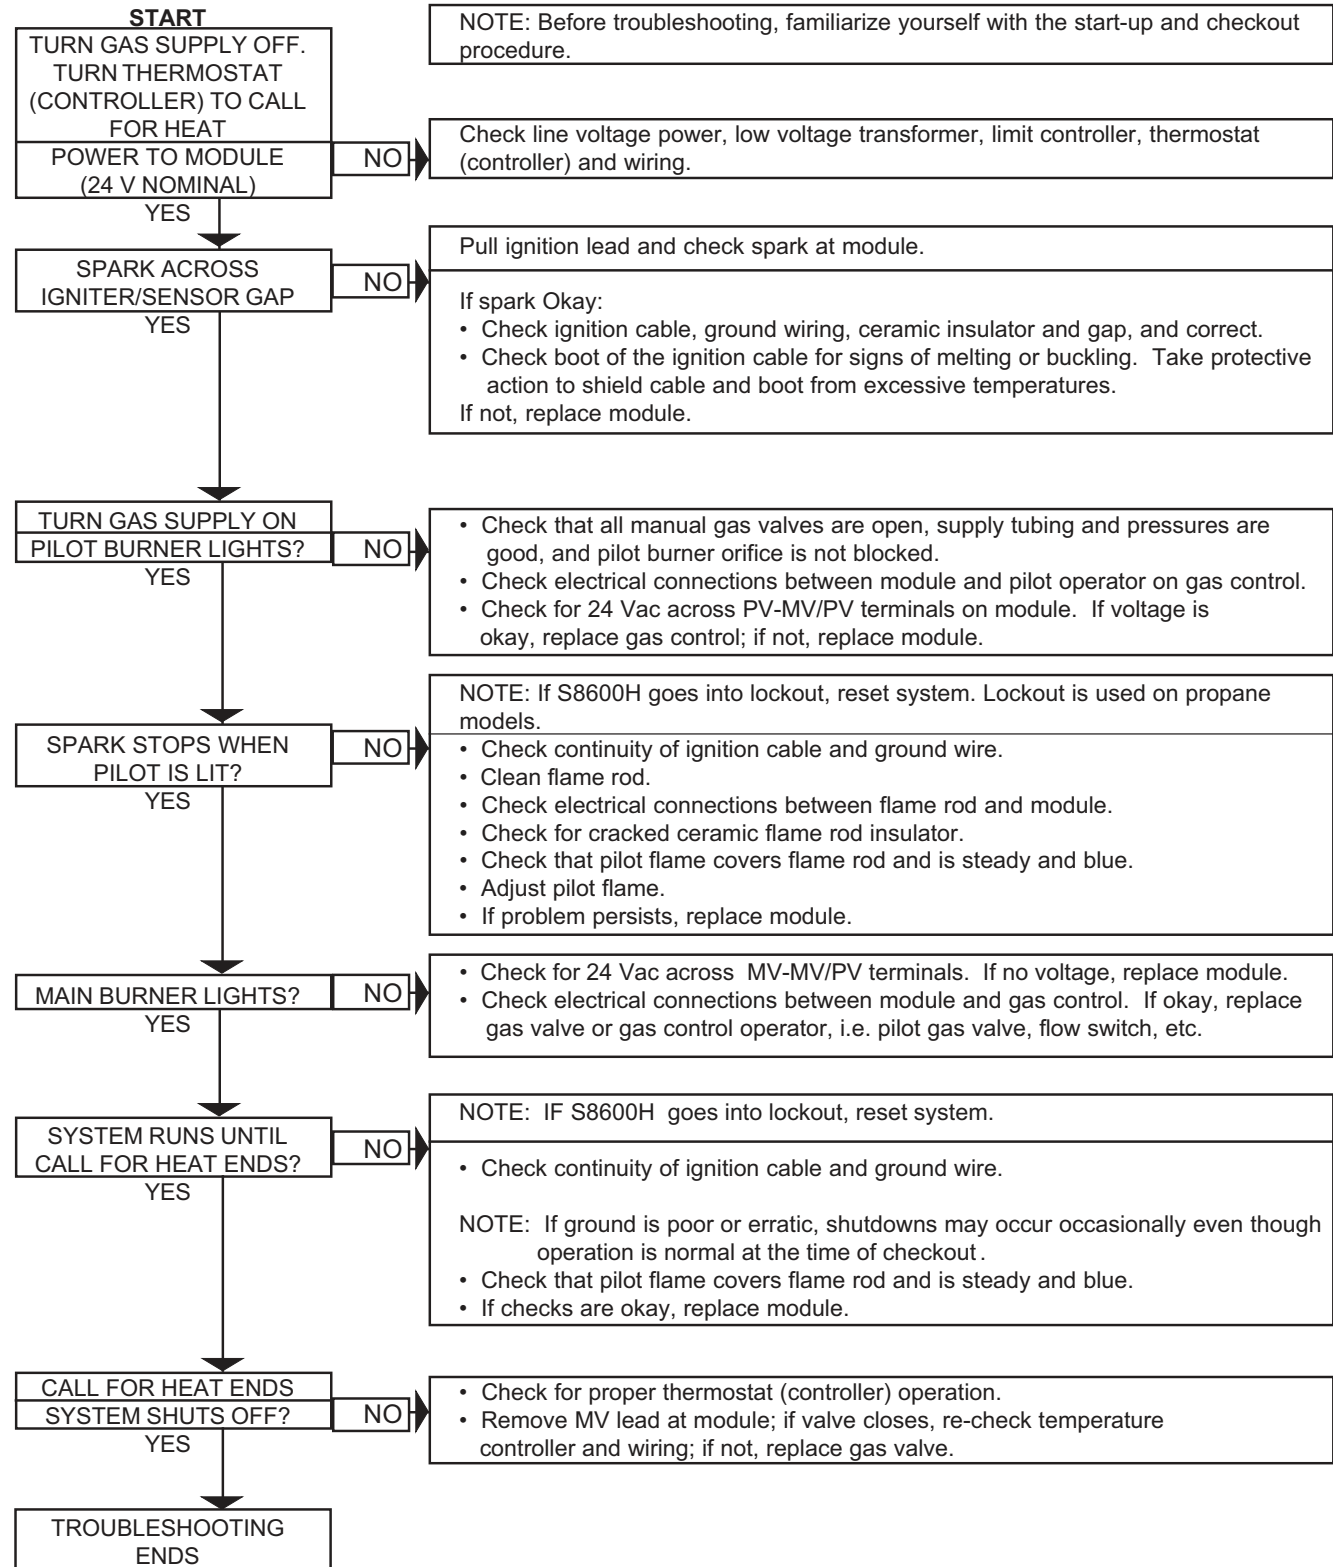 START
TURN GAS SUPPLY OFF.
TURN THERMOSTAT
(CONTROLLER) TO CALL
FOR HEAT
NOTE: Before troubleshooting, familiarize yourself with the start-up and checkout
procedure.
POWER TO MODULE
(24 V NOMINAL)
NO
Check line voltage power, low voltage transformer, limit controller, thermostat
(controller) and wiring.
YES
SPARK ACROSS
IGNITER/SENSOR GAP
NO
Pull ignition lead and check spark at module.
If spark Okay:
• Check ignition cable, ground wiring, ceramic insulator and gap, and correct.
• Check boot of the ignition cable for signs of melting or buckling. Take protective
action to shield cable and boot from excessive temperatures.
If not, replace module.
YES
TURN GAS SUPPLY ON
PILOT BURNER LIGHTS?
NO
• Check that all manual gas valves are open, supply tubing and pressures are
good, and pilot burner orifice is not blocked.
• Check electrical connections between module and pilot operator on gas control.
• Check for 24 Vac across PV-MV/PV terminals on module. If voltage is
okay, replace gas control; if not, replace module.
YES
SPARK STOPS WHEN
PILOT IS LIT?
NO
NOTE: If S8600H goes into lockout, reset system. Lockout is used on propane
models.
• Check continuity of ignition cable and ground wire.
• Clean flame rod.
• Check electrical connections between flame rod and module.
• Check for cracked ceramic flame rod insulator.
• Check that pilot flame covers flame rod and is steady and blue.
• Adjust pilot flame.
• If problem persists, replace module.
YES
MAIN BURNER LIGHTS?
NO
• Check for 24 Vac across MV-MV/PV terminals. If no voltage, replace module.
• Check electrical connections between module and gas control. If okay, replace
gas valve or gas control operator, i.e. pilot gas valve, flow switch, etc.
YES
SYSTEM RUNS UNTIL
CALL FOR HEAT ENDS?
NO
NOTE: IF S8600H goes into lockout, reset system.
• Check continuity of ignition cable and ground wire.
NOTE: If ground is poor or erratic, shutdowns may occur occasionally even though
operation is normal at the time of checkout.
• Check that pilot flame covers flame rod and is steady and blue.
• If checks are okay, replace module.
YES
CALL FOR HEAT ENDS
SYSTEM SHUTS OFF?
NO
• Check for proper thermostat (controller) operation.
• Remove MV lead at module; if valve closes, re-check temperature
controller and wiring; if not, replace gas valve.
YES
TROUBLESHOOTING
ENDS